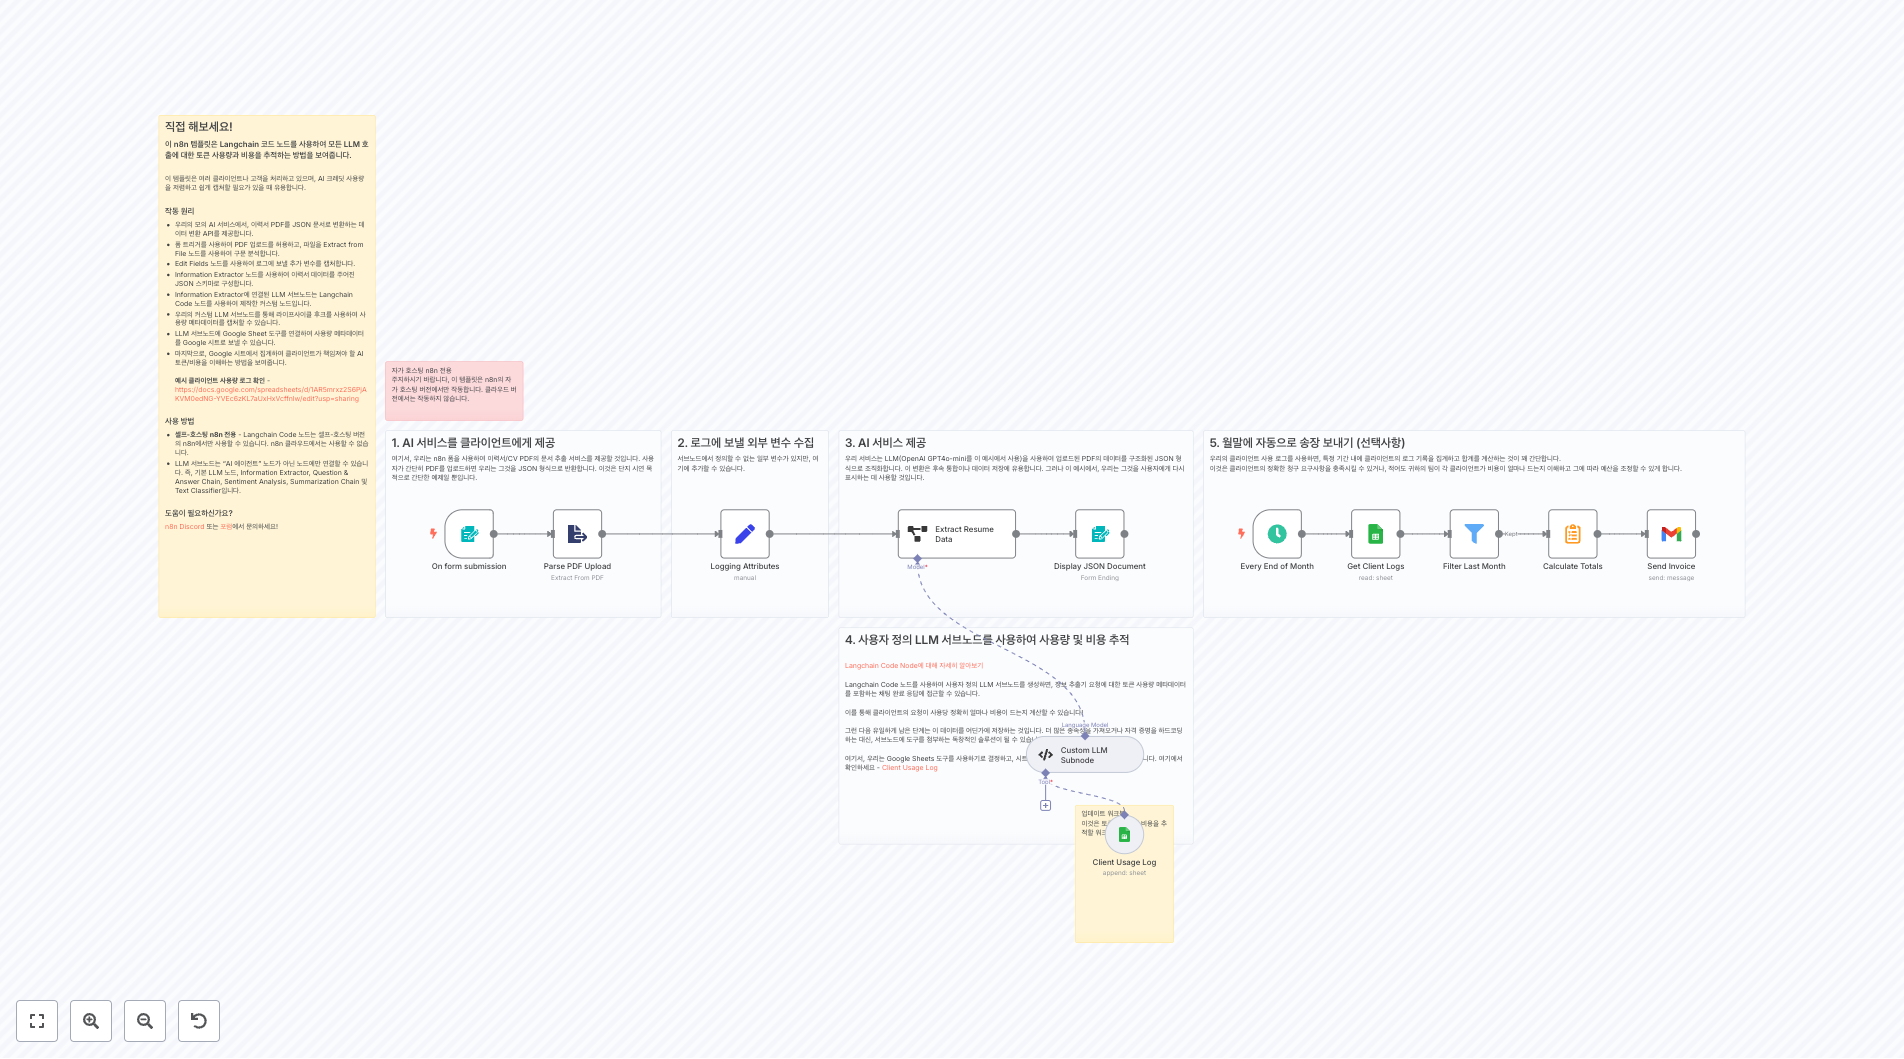 직접 해보세요!
이 n8n 템플릿은 Langchain 코드 노드를 사용하여 모든 LLM 호
출에 대한 토큰 사용량과 비용을 추적하는 방법을 보여줍니다.
이 템플릿은 여러 클라이언트나 고객을 처리하고 있으며, AI 크레딧 사용량
을 저렴하고 쉽게 캡처할 필요가 있을 때 유용합니다.
작동 원리
우리의 모의 AI 서비스에서, 이력서 PDF를 JSON 문서로 변환하는 데
이터 변환 API를 제공합니다.
폼 트리거를 사용하여 PDF 업로드를 허용하고, 파일을 Extract from
File 노드를 사용하여 구문 분석합니다.
Edit Fields 노드를 사용하여 로그에 보낼 추가 변수를 캡처합니다.
Information Extractor 노드를 사용하여 이력서 데이터를 주어진
JSON 스키마로 구성합니다.
Information Extractor에 연결된 LLM 서브노드는 Langchain
Code 노드를 사용하여 제작한 커스텀 노드입니다.
우리의 커스텀 LLM 서브노드를 통해 라이프사이클 후크를 사용하여 사
용량 메타데이터를 캡처할 수 있습니다.
LLM 서브노드에 Google Sheet 도구를 연결하여 사용량 메타데이터
를 Google 시트로 보낼 수 있습니다.
마지막으로, Google 시트에서 집계하여 클라이언트가 책임져야 할 AI
토큰/비용을 이해하는 방법을 보여줍니다.
예시 클라이언트 사용량 로그 확인 -
사용 방법
셀프-호스팅 n8n 전용 - Langchain Code 노드는 셀프-호스팅 버전
의 n8n에서만 사용할 수 있습니다. n8n 클라우드에서는 사용할 수 없습
니다.
LLM 서브노드는 "AI 에이전트" 노드가 아닌 노드에만 연결할 수 있습니
다. 즉, 기본 LLM 노드, Information Extractor, Question &
Answer Chain, Sentiment Analysis, Summarization Chain 및
Text Classifier입니다.
도움이 필요하신가요?
n8n Discord 또는 포럼에서 문의하세요!
자가 호스팅 n8n 전용
주지하시기 바랍니다, 이 템플릿은 n8n의 자
가 호스팅 버전에서만 작동합니다. 클라우드 버
전에서는 작동하지 않습니다.
1. AI 서비스를 클라이언트에게 제공
여기서, 우리는 n8n 폼을 사용하여 이력서/CV PDF의 문서 추출 서비스를 제공할 것입니다. 사용
자가 간단히 PDF를 업로드하면 우리는 그것을 JSON 형식으로 반환합니다. 이것은 단지 시연 목
적으로 간단한 예제일 뿐입니다.
On form submission
Parse PDF Upload
Extract From PDF
2. 로그에 보낼 외부 변수 수집
서브노드에서 정의할 수 없는 일부 변수가 있지만, 여
기에 추가할 수 있습니다.
Logging Attributes
manual
3. AI 서비스 제공
우리 서비스는 LLM(OpenAI GPT4o-mini를 이 예시에서 사용)을 사용하여 업로드된 PDF의 데이터를 구조화된 JSON 형
식으로 조직화합니다. 이 변환은 후속 통합이나 데이터 저장에 유용합니다. 그러나 이 예시에서, 우리는 그것을 사용자에게 다시
표시하는 데 사용할 것입니다.
Extract Resume
Data
Model*
Display JSON Document
Form Ending
5. 월말에 자동으로 송장 보내기 (선택사항)
우리의 클라이언트 사용 로그를 사용하면, 특정 기간 내에 클라이언트의 로그 기록을 집계하고 합계를 계산하는 것이 꽤 간단합니다.
이것은 클라이언트의 정확한 청구 요구사항을 충족시킬 수 있거나, 적어도 귀하의 팀이 각 클라이언트가 비용이 얼마나 드는지 이해하고 그에 따라 예산을 조정할 수 있게 합니다.
Every End of Month
Get Client Logs
read: sheet
Filter Last Month
Kept
Calculate Totals
Send Invoice
send: message
4. 사용자 정의 LLM 서브노드를 사용하여 사용량 및 비용 추적
Langchain Code Node에 대해 자세히 알아보기
Langchain Code 노드를 사용하여 사용자 정의 LLM 서브노드를 생성하면, 정보 추출기 요청에 대한 토큰 사용량 메타데이터
를 포함하는 채팅 완료 응답에 접근할 수 있습니다.
이를 통해 클라이언트의 요청이 사용당 정확히 얼마나 비용이 드는지 계산할 수 있습니다!
그런 다음 유일하게 남은 단계는 이 데이터를 어딘가에 저장하는 것입니다. 더 많은 종속성을 가져오거나 자격 증명을 하드코딩
하는 대신, 서브노드에 도구를 첨부하는 독창적인 솔루션이 될 수 있습니
여기서, 우리는 Google Sheets 도구를 사용하기로 결정하고, 시트 니다. 여기에서
확인하세요 - Client Usage Log
Language Model
Custom LLM
Subnode
Tool*
업데이트 워크
이것은 토 비용을 추
적할 워크
Client Usage Log
append: sheet